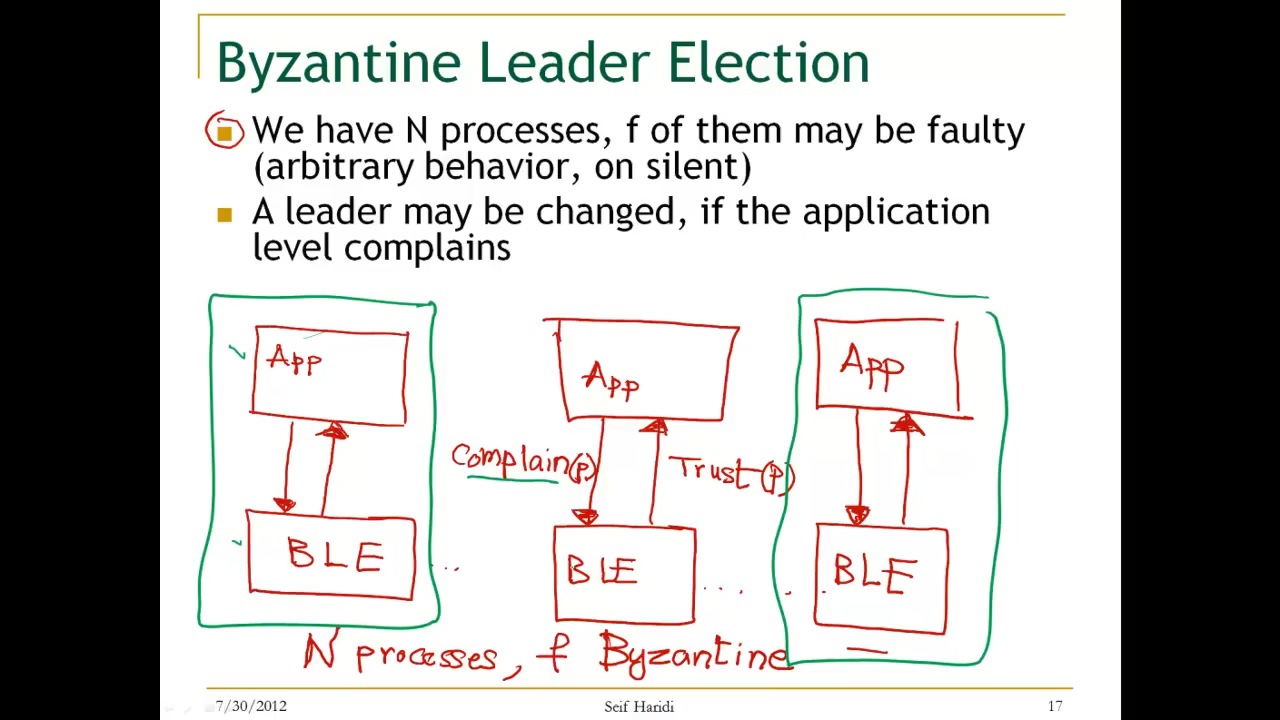 Byzantine Leader Election
We have N processes, f of them may be faulty
(arbitrary behavior, on silent)
A leader may be changed, if the application
level complains
App
App
App
Complain(p)
Trust(p)
BLE
BLE
BLE
N processes, f Byzantine
7/30/2012
Seif Haridi
17